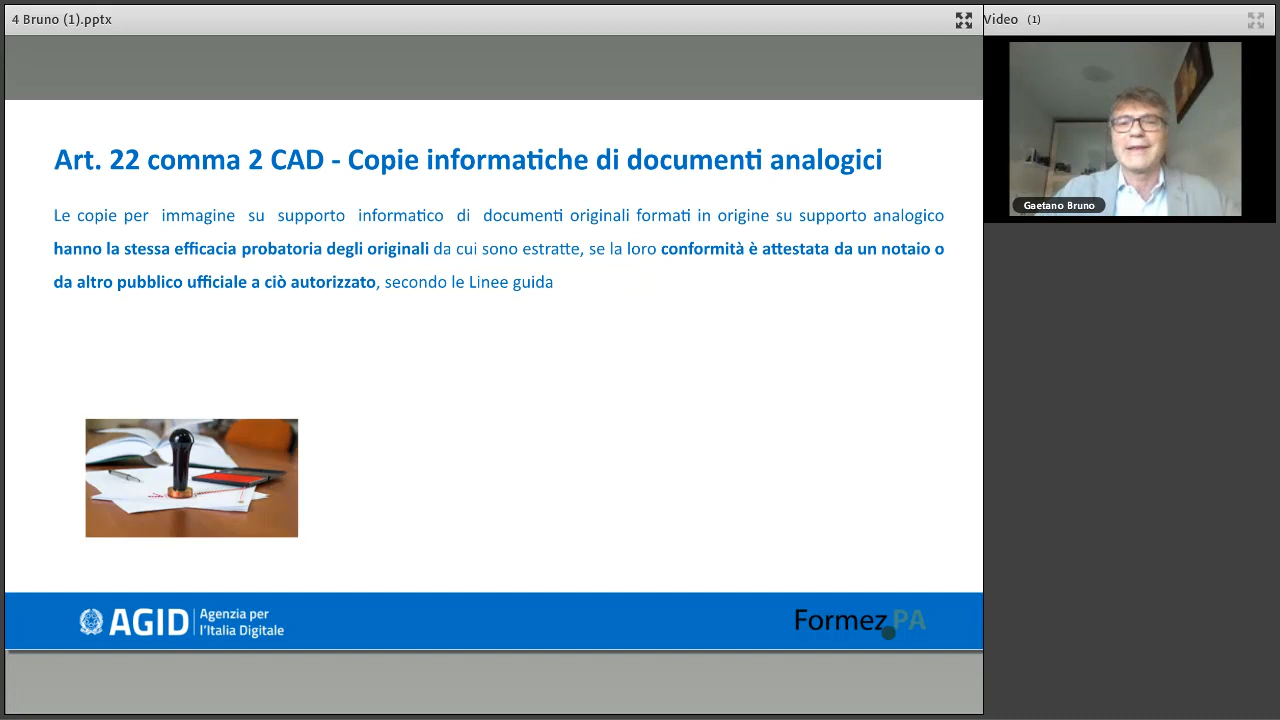 4 Bruno (1).pptx
Video (1)
Gaetano Bruno
Art. 22 comma 2 CAD - Copie informatiche di documenti analogici
Le copie per immagine su supporto informatico di documenti originali formati in origine su supporto analogico
hanno la stessa efficacia probatoria degli originali da cui sono estratte, se la loro conformità è attestata da un notaio o
da altro pubblico ufficiale a ciò autorizzato, secondo le Linee guida
AGID
Agenzia per
l'Italia Digitale
Formez PA